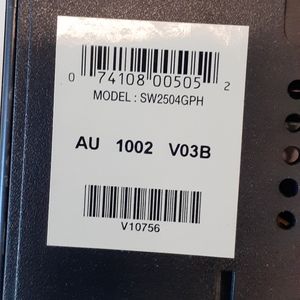 0 74108 00505 2
MODEL : SW2504GPH
AU 1002 V03B
V10756